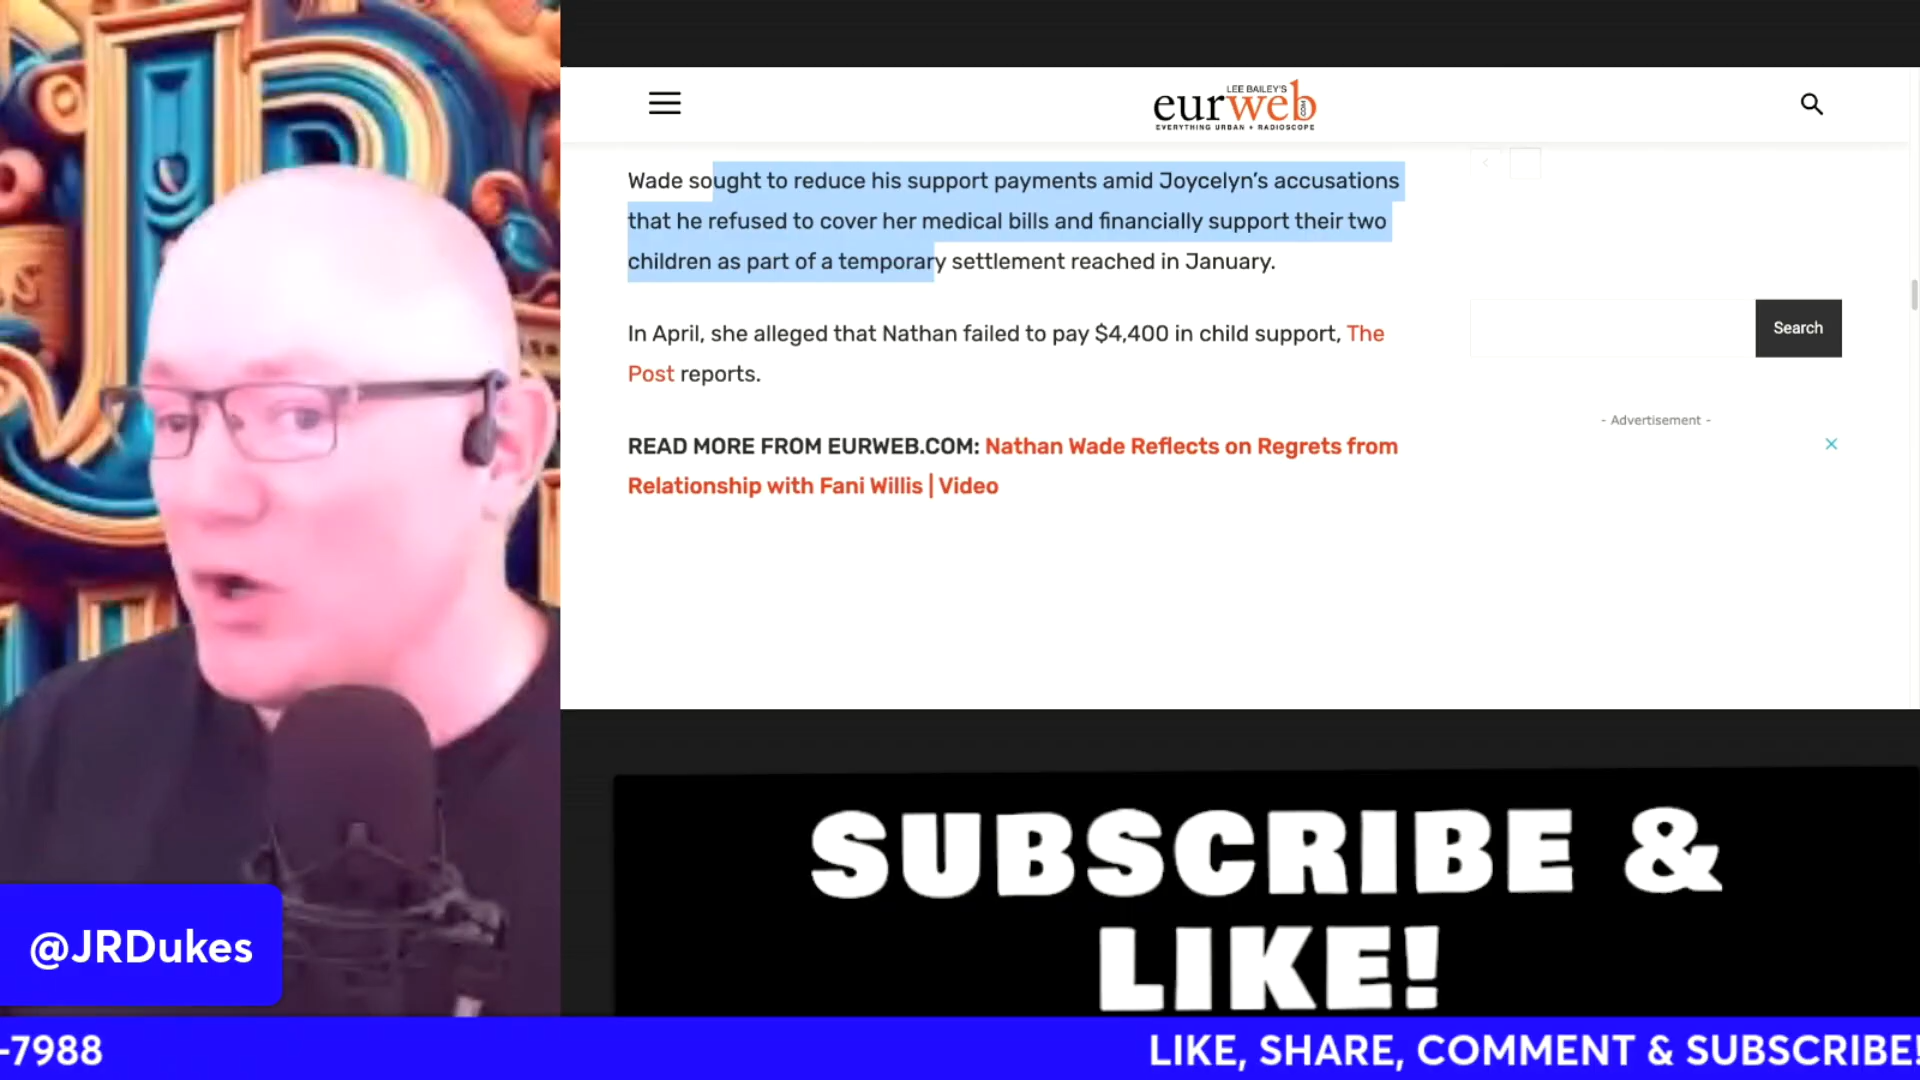 LEE BAILEY'S
eurweb
.COM
EVERYTHING URBAN + RADIOSCOPE
Wade sought to reduce his support payments amid Joycelyn’s accusations
that he refused to cover her medical bills and financially support their two
children as part of a temporary settlement reached in January.
In April, she alleged that Nathan failed to pay $4,400 in child support, The
Post reports.
READ MORE FROM EURWEB.COM: Nathan Wade Reflects on Regrets from
Relationship with Fani Willis | Video
Search
- Advertisement -
SUBSCRIBE &
LIKE!
@JRDukes
-7988
LIKE, SHARE, COMMENT & SUBSCRIBE!